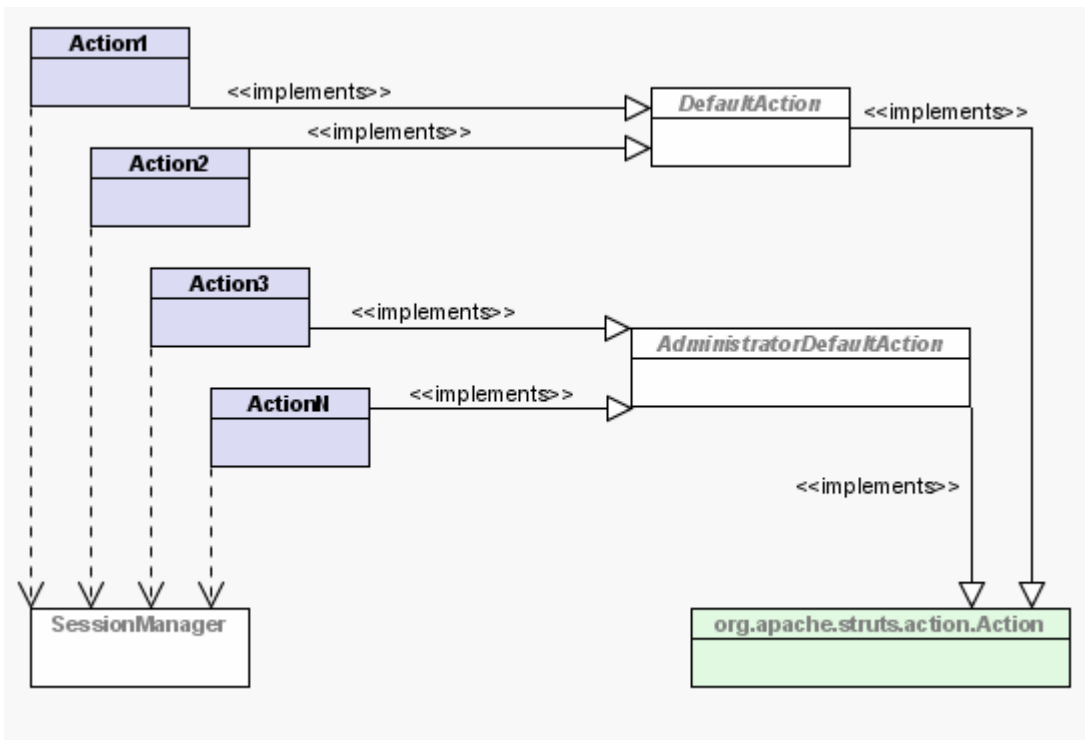 Action1
<<implements>>
DefaultAction
<<implements>>
<<implements>>
Action2
Action3
<<implements>>
AdministratorDefaultAction
ActionN
<<implements>>
<<implements>>
SessionManager
org.apache.struts.action.Action